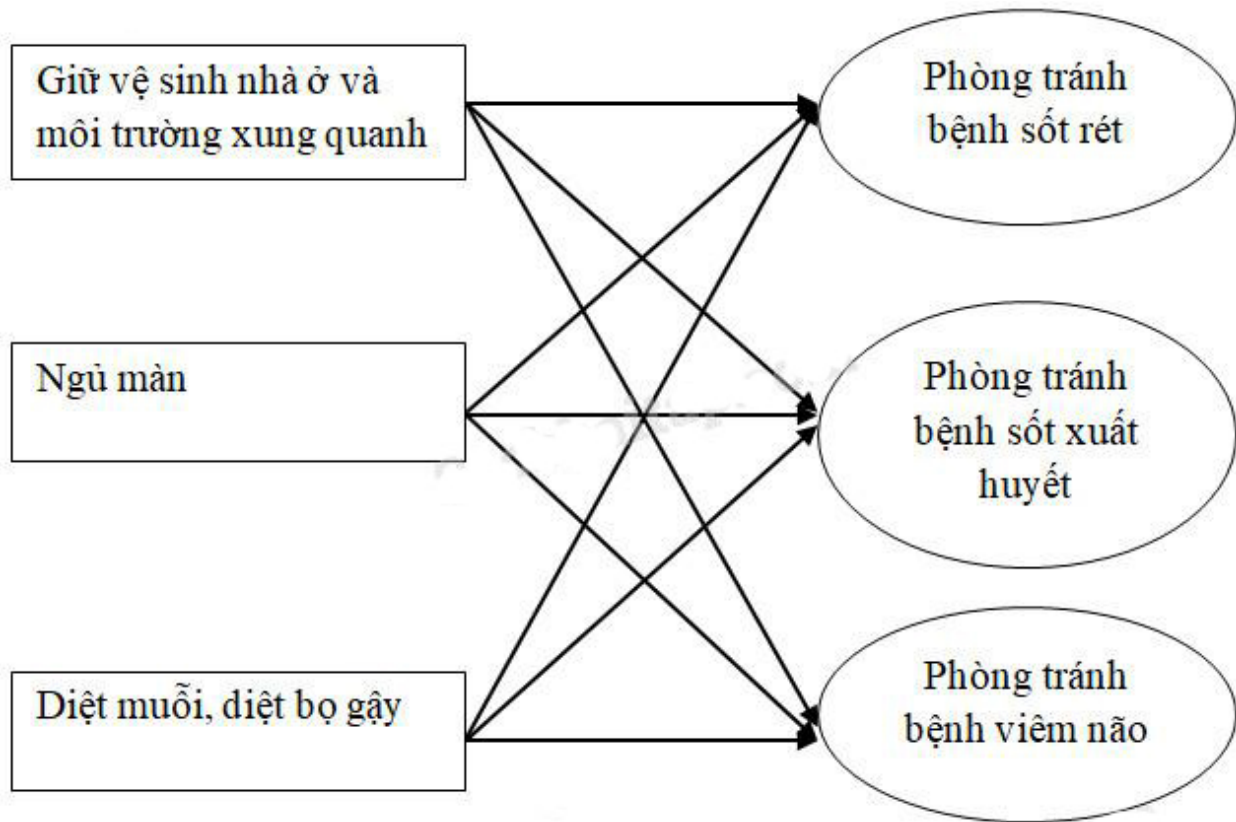 Giữ vệ sinh nhà ở và
môi trường xung quanh
Phòng tránh
bệnh sốt rét
Ngủ màn
Phòng tránh
bệnh sốt xuất
huyết
Diệt muỗi, diệt bọ gậy
Phòng tránh
bệnh viêm não